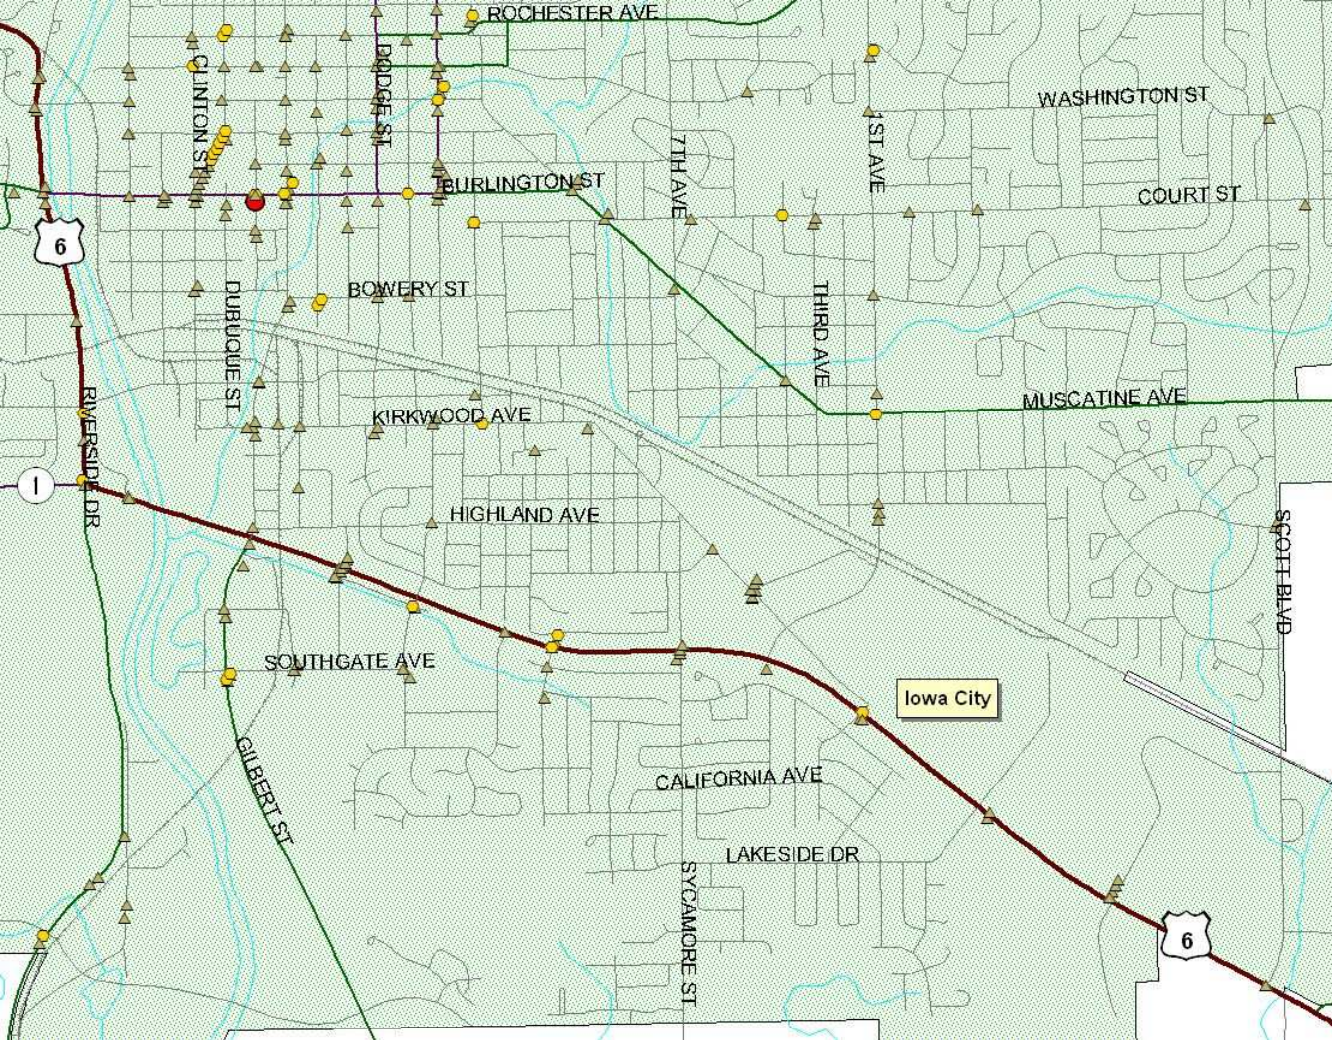 ROCHESTER AVE
CLINTON ST
DODGE ST
WASHINGTON ST
7TH AVE
1ST AVE
BURLINGTON ST
COURT ST
6
BOWERY ST
DUBUQUE ST
THIRD AVE
RIVERSIDE DR
KIRKWOOD AVE
MUSCATINE AVE
1
HIGHLAND AVE
SCOTT BLVD
SOUTHGATE AVE
Iowa City
GILBERT ST
CALIFORNIA AVE
LAKESIDE DR
SYCAMORE ST
6